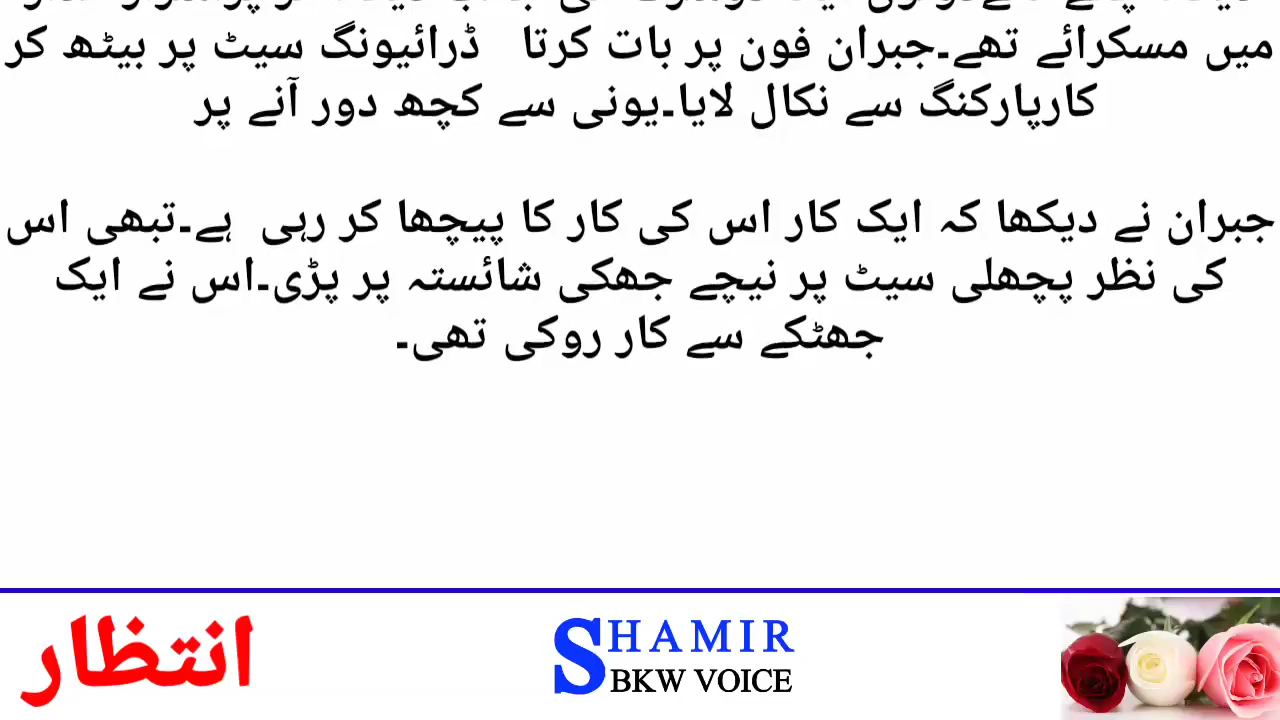 میں مسکرائے تھے۔جبران فون پر بات کرتا ڈرائیونگ سیٹ پر بیٹھ کر
کارپارکنگ سے نکال لایا۔یونی سے کچھ دور آنے پر
جبران نے دیکھا کہ ایک کار اس کی کار کا پیچھا کر رہی ہے۔تبھی اس
کی نظر پچھلی سیٹ پر نیچے جھکی شائستہ پر پڑی۔اس نے ایک
جھٹکے سے کار روکی تھی۔
انتظار
SHAMIR
BKW VOICE